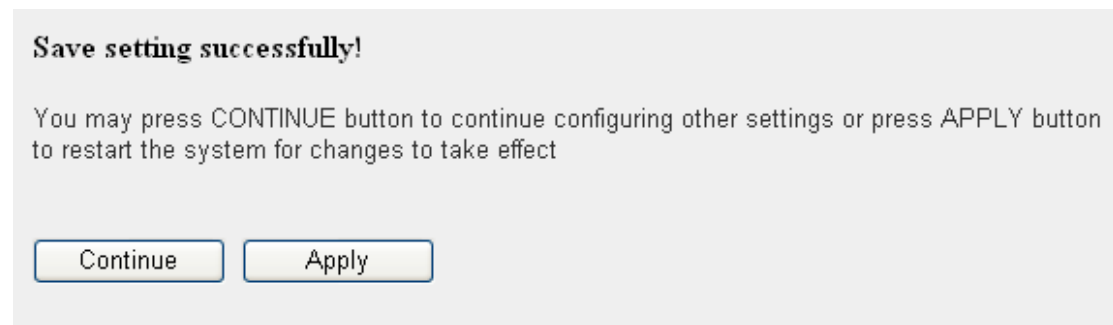 Save setting successfully!
You may press CONTINUE button to continue configuring other settings or press APPLY button
to restart the system for changes to take effect
Continue
Apply